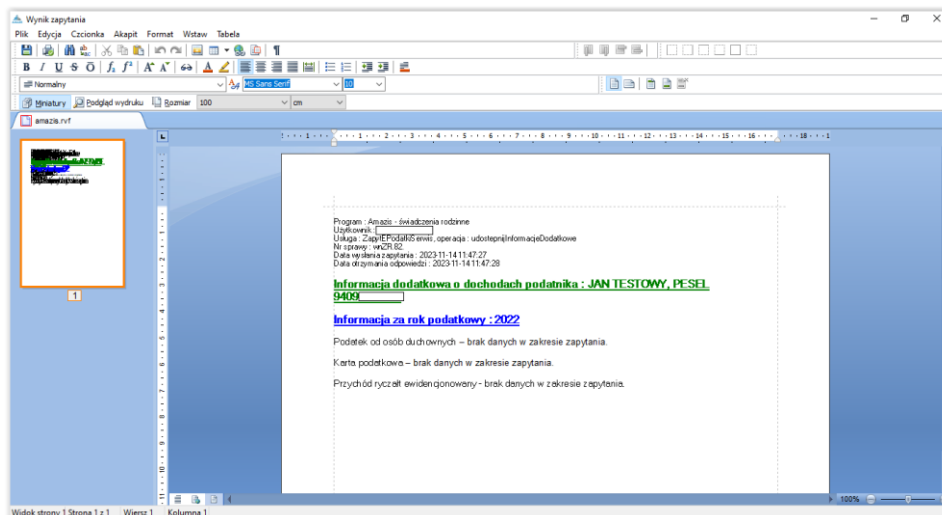 Wynik zapytania
Plik Edycja Czcionka Akapit Format Wstaw Tabela
Normalny
MS Sans Serif
10
Miniatury Podgląd wydruku Rozmiar 100 cm
amazis.rvf
Program : Amazis - świadczenia rodzinne
Użytkownik :
Usługa : ZapytEPodatkiSerwis, operacja : udostepnijInformacjeDodatkowe
Nr sprawy : wnZR.82.
Data wysłania zapytania : 2023-11-14 11:47:27
Data otrzymania odpowiedzi : 2023-11-14 11:47:28
Informacja dodatkowa o dochodach podatnika : JAN TESTOWY, PESEL
9409
Informacja za rok podatkowy : 2022
Podatek od osób duchownych – brak danych w zakresie zapytania.
Karta podatkowa – brak danych w zakresie zapytania.
Przychód ryczałt ewidencjonowany - brak danych w zakresie zapytania.
1
100%
Widok strony 1 Strona 1 z 1 Wiersz 1 Kolumna 1